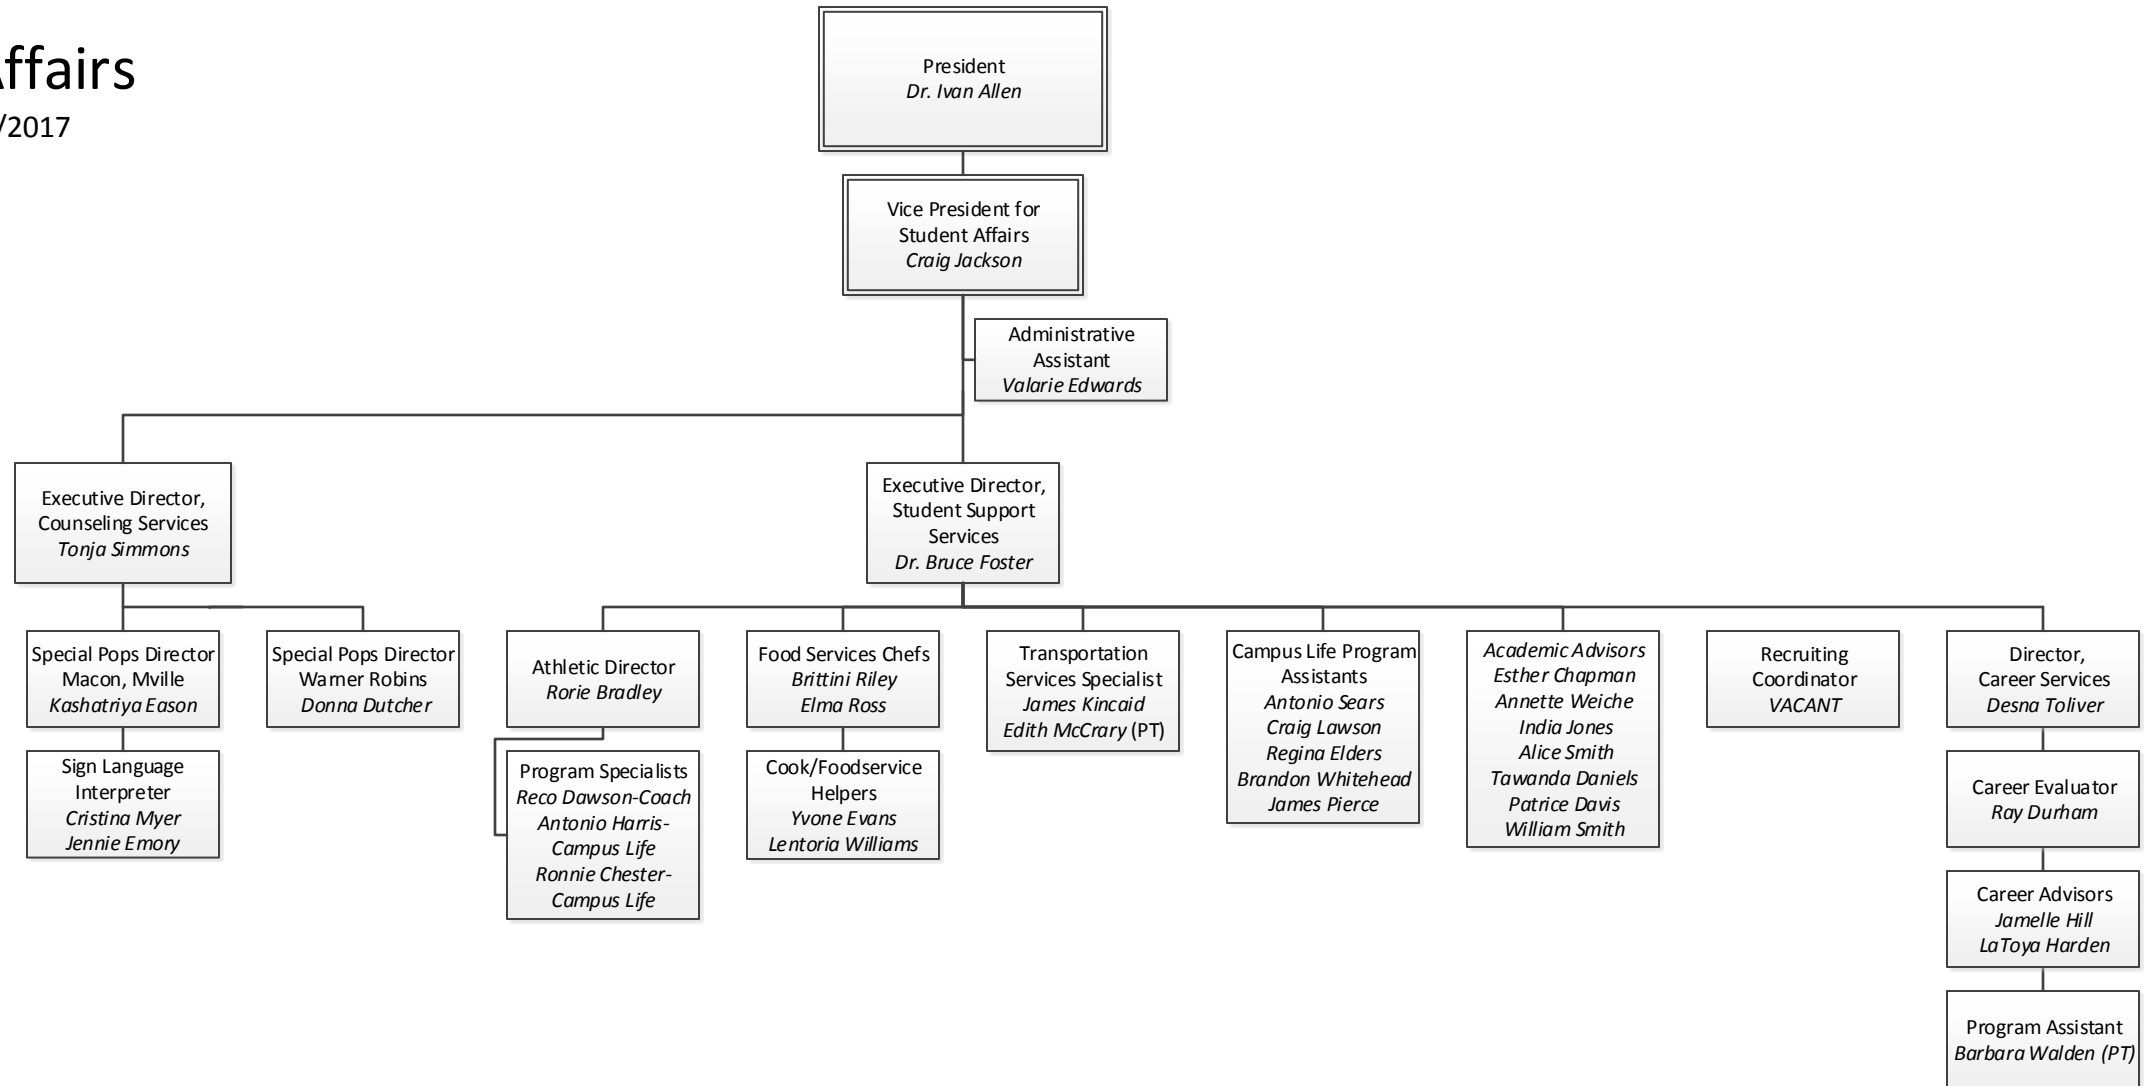 ffairs
/2017
President
Dr. Ivan Allen
Vice President for
Student Affairs
Craig Jackson
Administrative
Assistant
Valarie Edwards
Executive Director,
Counseling Services
Tonja Simmons
Executive Director,
Student Support
Services
Dr. Bruce Foster
Special Pops Director
Macon, Mville
Kashatriya Eason
Special Pops Director
Warner Robins
Donna Dutcher
Athletic Director
Rorie Bradley
Food Services Chefs
Brittini Riley
Elma Ross
Transportation
Services Specialist
James Kincaid
Edith McCrary (PT)
Campus Life Program
Assistants
Antonio Sears
Craig Lawson
Regina Elders
Brandon Whitehead
James Pierce
Academic Advisors
Esther Chapman
Annette Weiche
India Jones
Alice Smith
Tawanda Daniels
Patrice Davis
William Smith
Recruiting
Coordinator
VACANT
Director,
Career Services
Desna Toliver
Sign Language
Interpreter
Cristina Myer
Jennie Emory
Program Specialists
Reco Dawson-Coach
Antonio Harris-
Campus Life
Ronnie Chester-
Campus Life
Cook/Foodservice
Helpers
Yvone Evans
Lentoria Williams
Career Evaluator
Ray Durham
Career Advisors
Jamelle Hill
LaToya Harden
Program Assistant
Barbara Walden (PT)